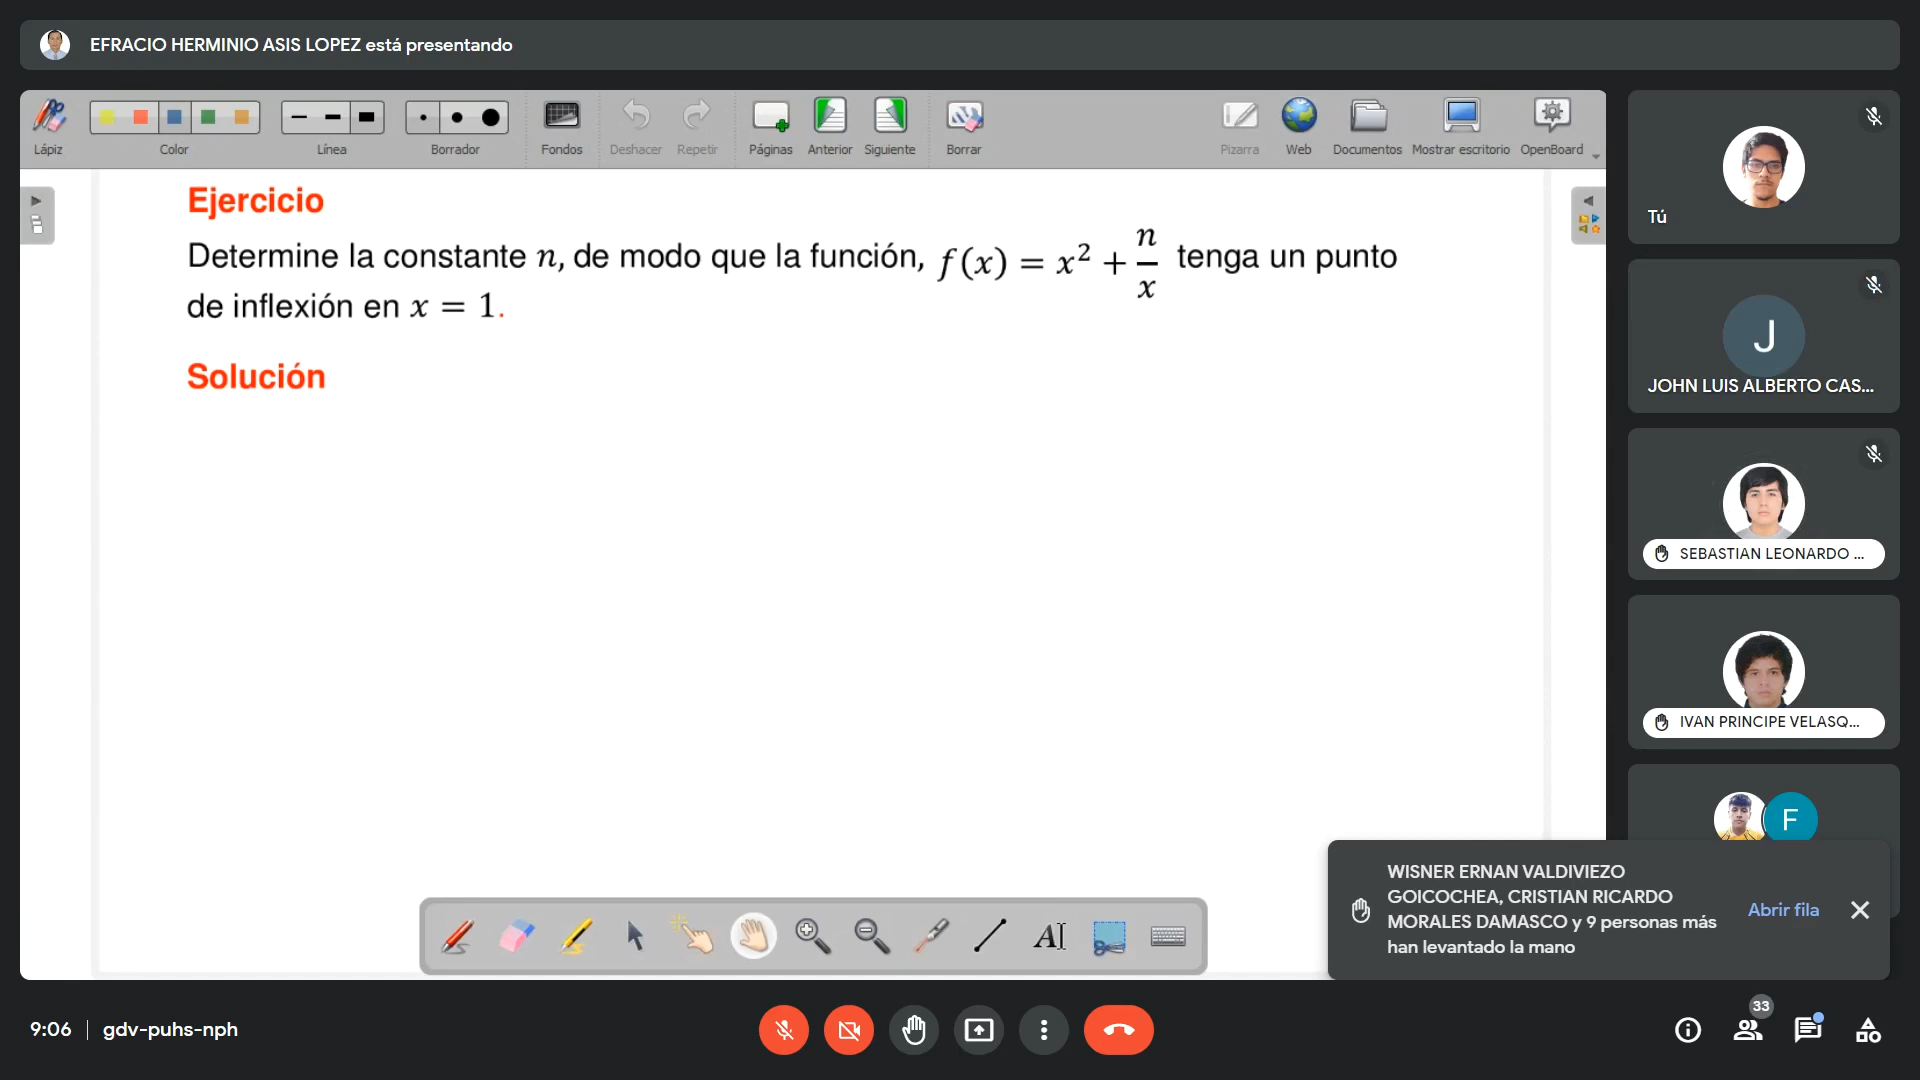 EFRACIO HERMINIO ASIS LOPEZ está presentando
Lápiz
Color
Línea
Borrador
Fondos
Deshacer
Repetir
Páginas
Anterior
Siguiente
Borrar
Pizarra
Web
Documentos
Mostrar escritorio
OpenBoard
Ejercicio
Determine la constante n, de modo que la función, f(x) = x² + n/x tenga un punto
de inflexión en x = 1.
Solución
Tú
J
JOHN LUIS ALBERTO CAS...
SEBASTIAN LEONARDO ...
IVAN PRINCIPE VELASQ...
F
WISNER ERNAN VALDIVIEZO
GOICOCHEA, CRISTIAN RICARDO
MORALES DAMASCO y 9 personas más
han levantado la mano
Abrir fila
AI
9:06 | gdv-puhs-nph
33